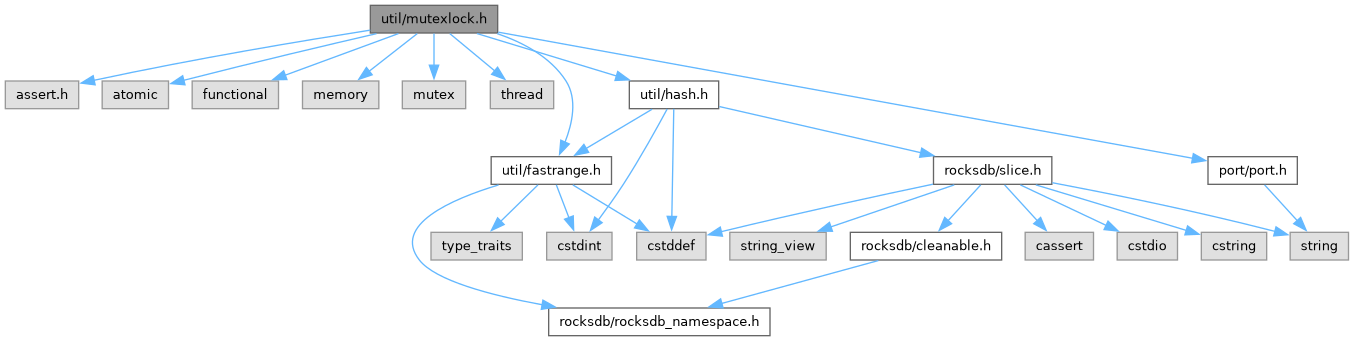 util/mutexlock.h
assert.h
atomic
functional
memory
mutex
thread
util/hash.h
util/fastrange.h
rocksdb/slice.h
port/port.h
type_traits
cstdint
cstddef
string_view
rocksdb/cleanable.h
cassert
cstdio
cstring
string
rocksdb/rocksdb_namespace.h